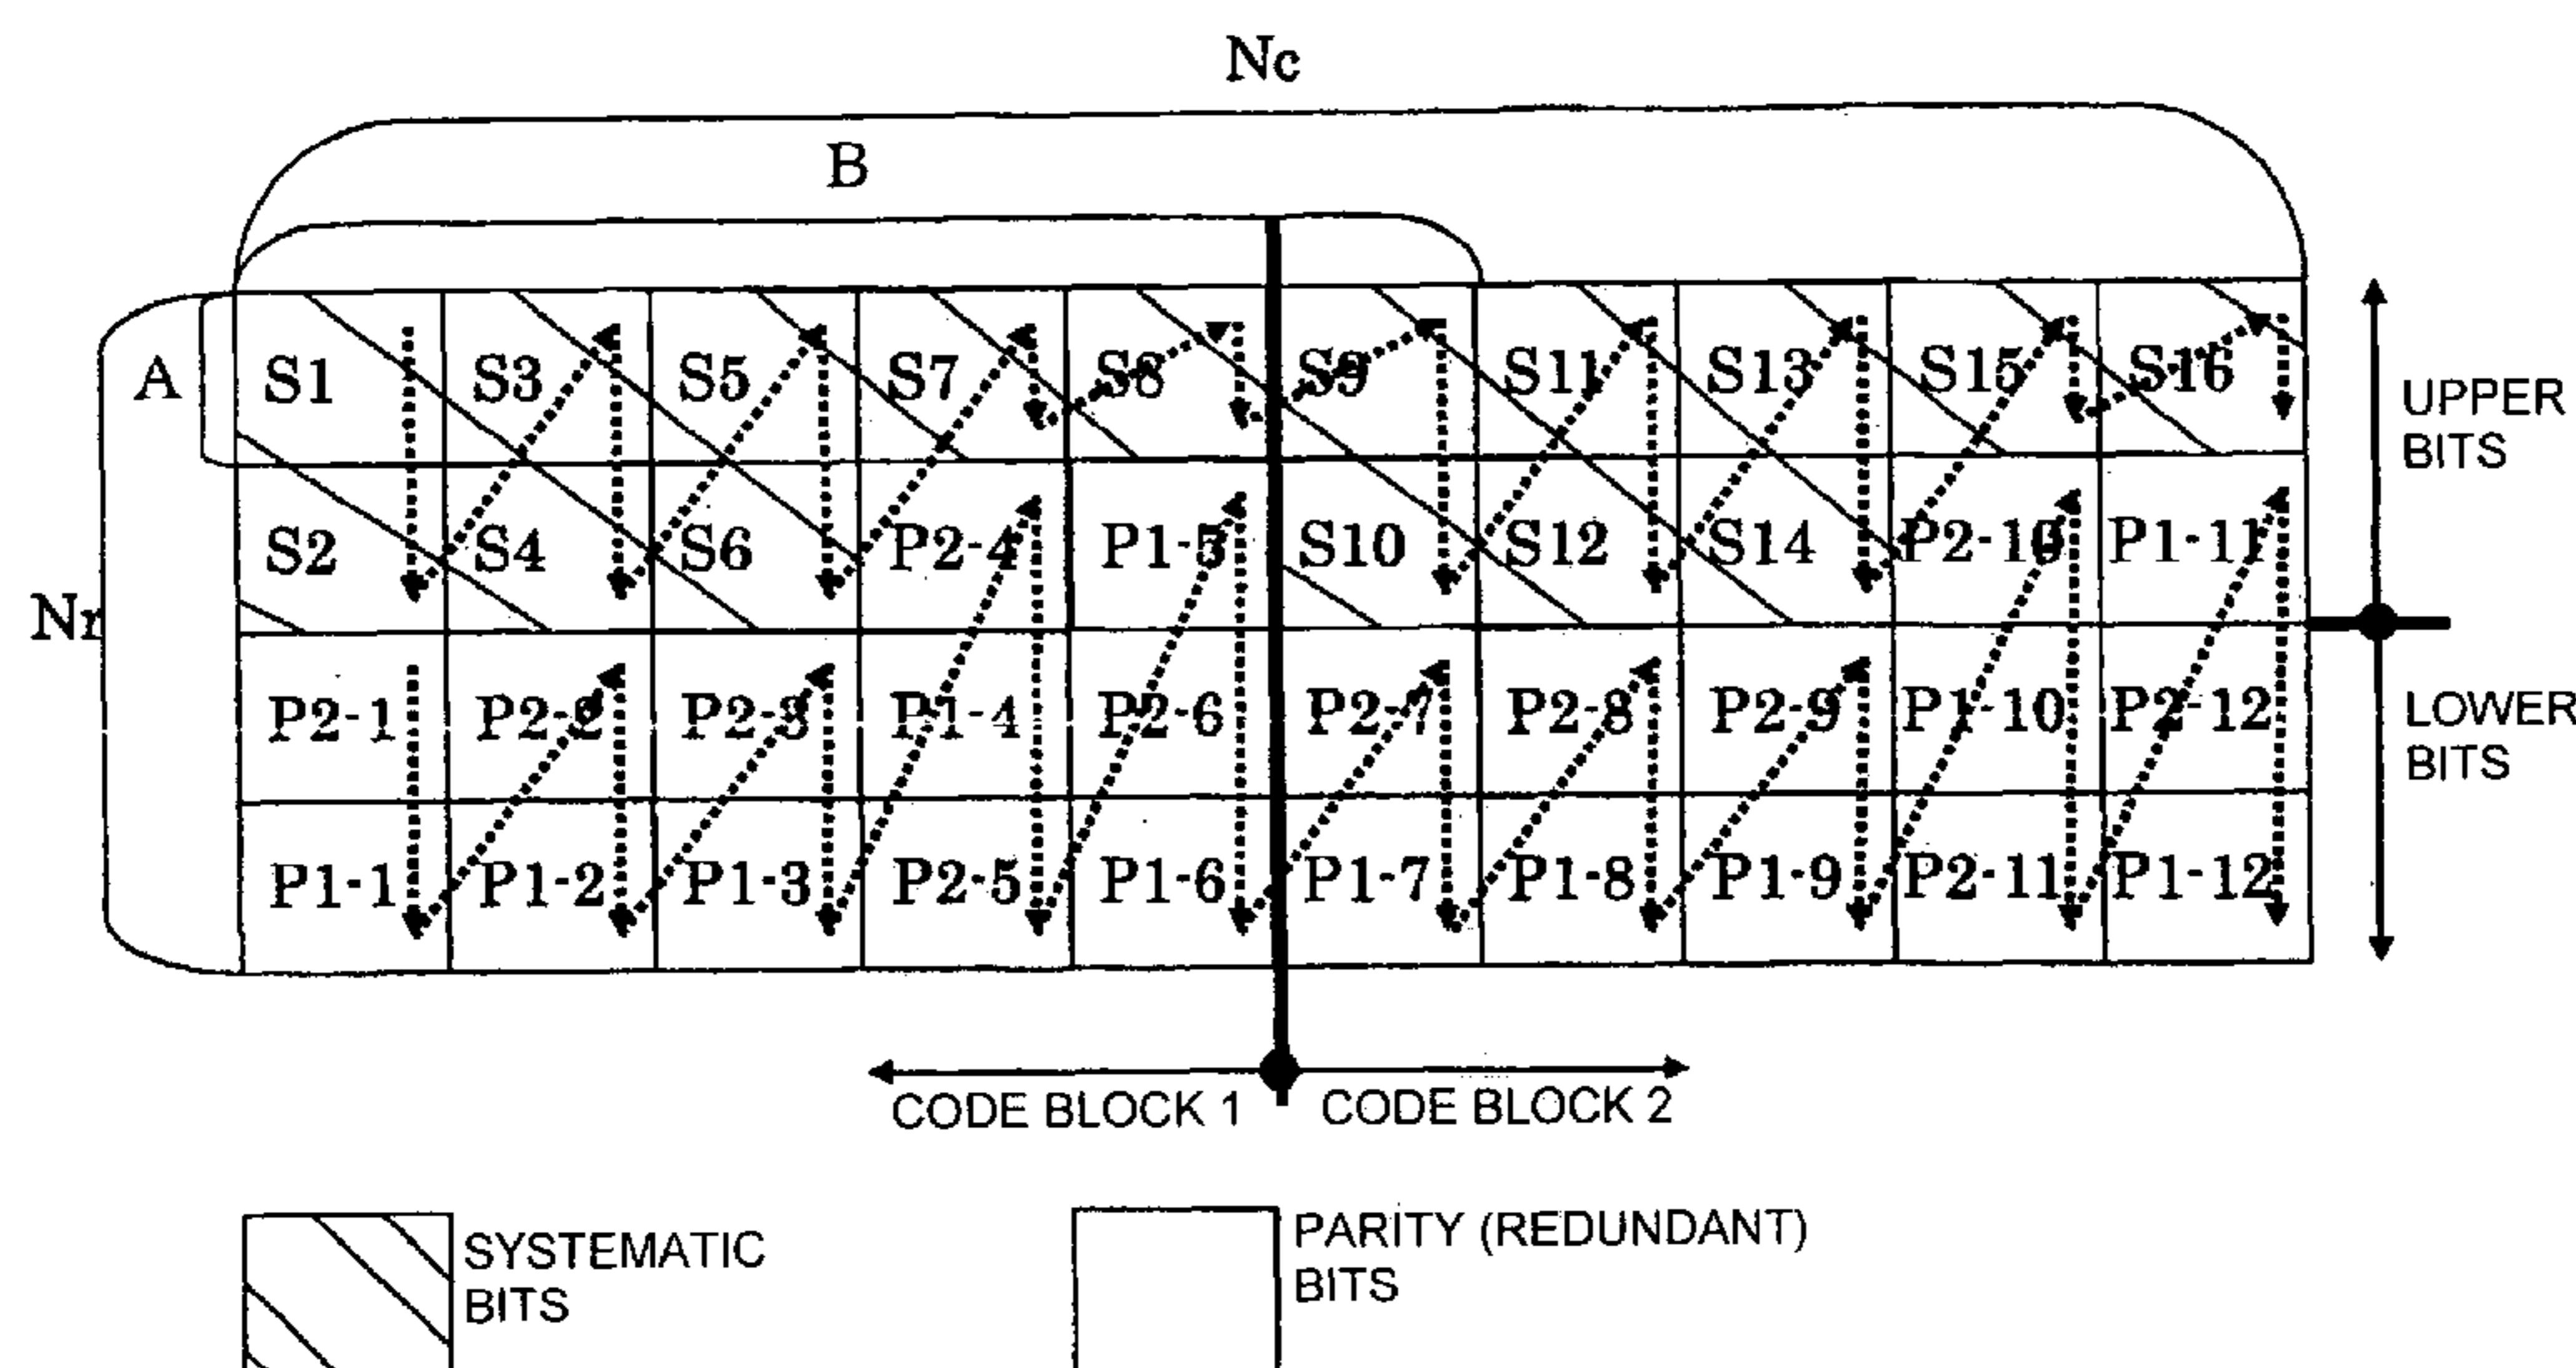 Nc
B
A
S1 S3 S5 S7 S8 S9 S11 S13 S15 S16
UPPER
BITS
S2 S4 S6 P2-4 P1-5 S10 S12 S14 P2-10 P1-11
Nr
P2-1 P2-2 P2-3 P1-4 P2-6 P2-7 P2-8 P2-9 P1-10 P2-12
LOWER
BITS
P1-1 P1-2 P1-3 P2-5 P1-6 P1-7 P1-8 P1-9 P2-11 P1-12
CODE BLOCK 1 CODE BLOCK 2
SYSTEMATIC
BITS
PARITY (REDUNDANT)
BITS